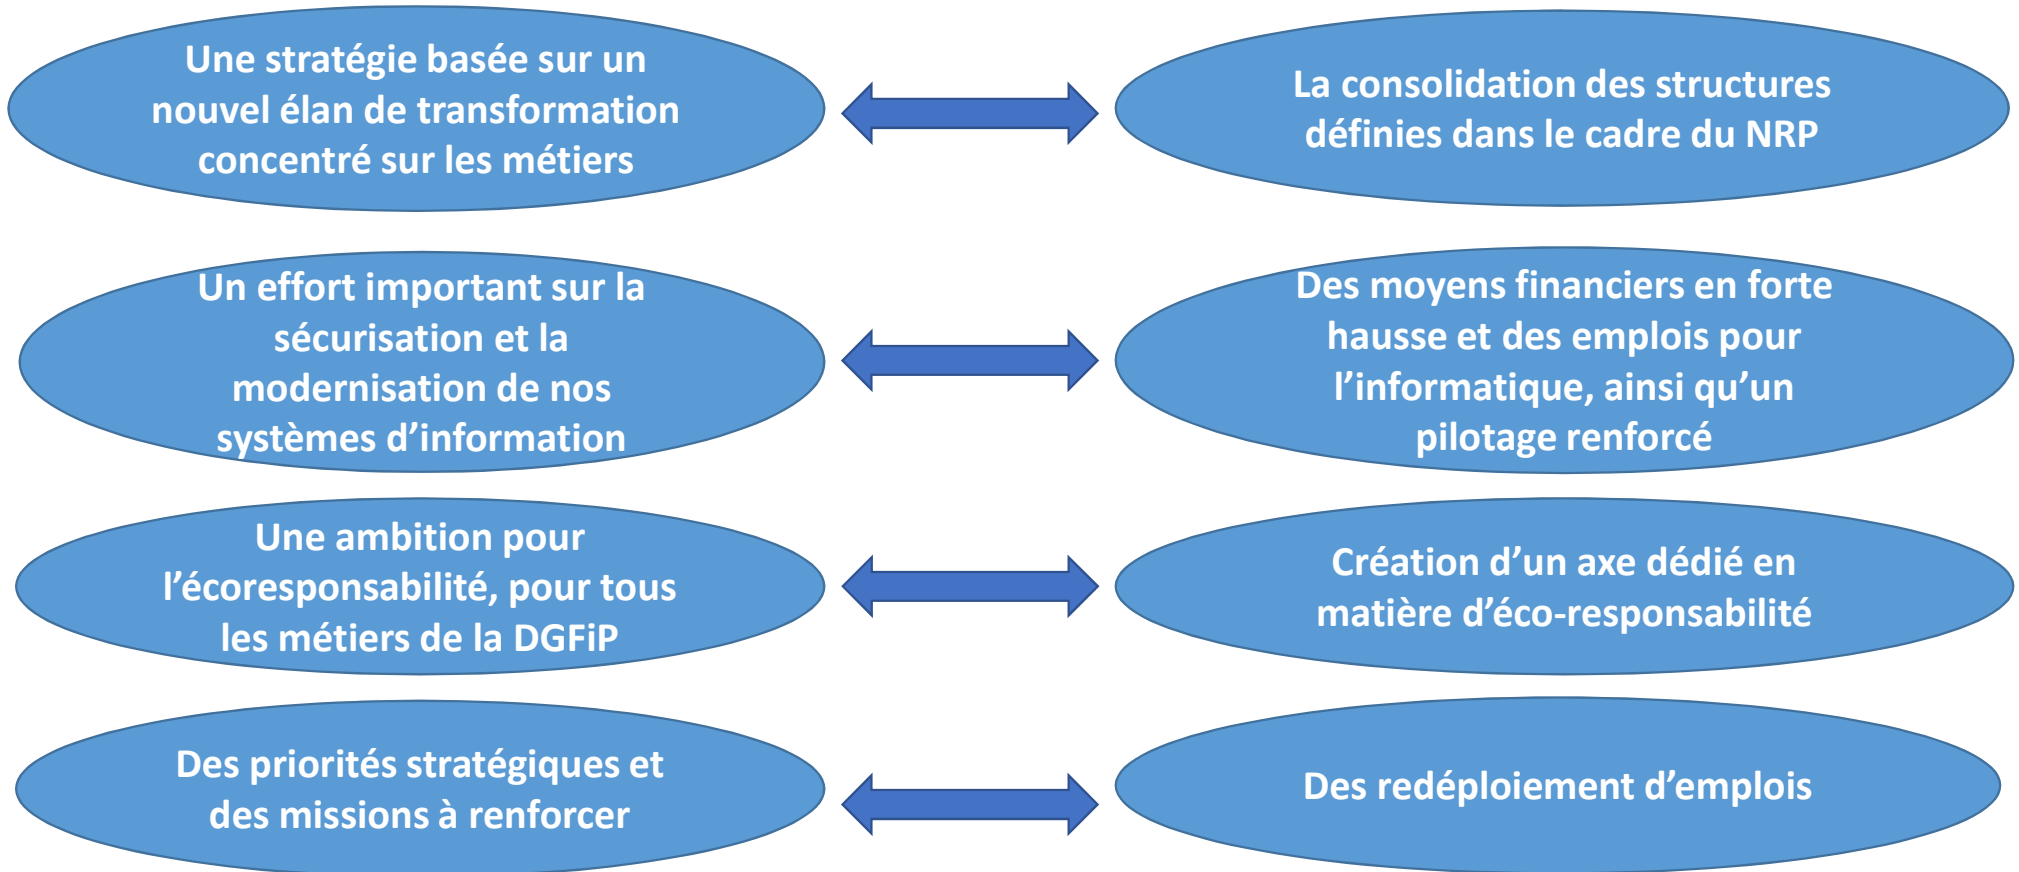 Une stratégie basée sur un
nouvel élan de transformation
concentré sur les métiers
La consolidation des structures
définies dans le cadre du NRP
Un effort important sur la
sécurisation et la
modernisation de nos
systèmes d’information
Des moyens financiers en forte
hausse et des emplois pour
l’informatique, ainsi qu’un
pilotage renforcé
Une ambition pour
l’écoresponsabilité, pour tous
les métiers de la DGFiP
Création d’un axe dédié en
matière d’éco-responsabilité
Des priorités stratégiques et
des missions à renforcer
Des redéploiement d’emplois